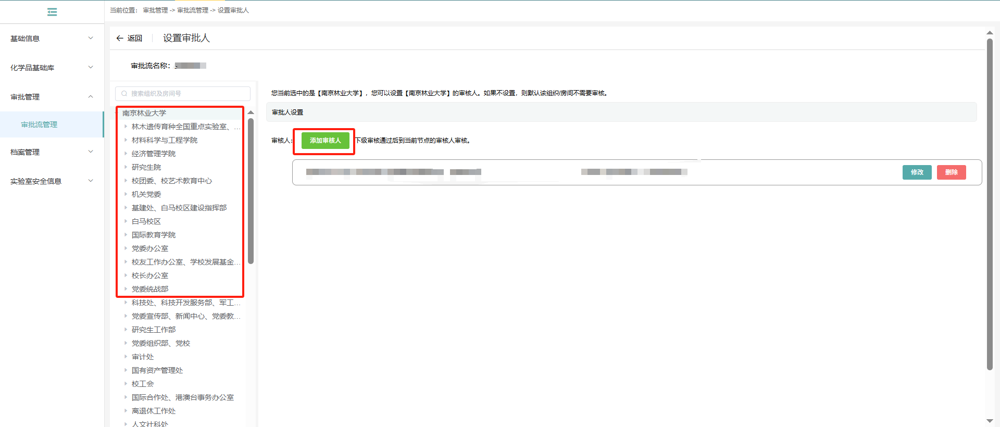 当前位置： 审批管理 -> 审批流管理 -> 设置审批人
基础信息
化学品基础库
审批管理
审批流管理
档案管理
实验室安全信息
返回
设置审批人
审批流名称：
搜索组织及房间号
南京林业大学
林木遗传育种全国重点实验室、...
材料科学与工程学院
经济管理学院
研究生院
校团委、校艺术教育中心
机关党委
基建处、白马校区建设指挥部
白马校区
国际教育学院
党委办公室
校友工作办公室、学校发展基金...
校长办公室
党委统战部
科技处、科技开发服务部、军工...
党委宣传部、新闻中心、党委教...
研究生工作部
党委组织部、党校
审计处
国有资产管理处
校工会
国际合作处、港澳台事务办公室
离退休工作处
人文社科处
您当前选中的是【南京林业大学】，您可以设置【南京林业大学】的审核人。如果不设置，则默认该组织/房间不需要审核。
审批人设置
审核人： 添加审核人 下级审核通过后到当前节点的审核人审核。
修改 删除